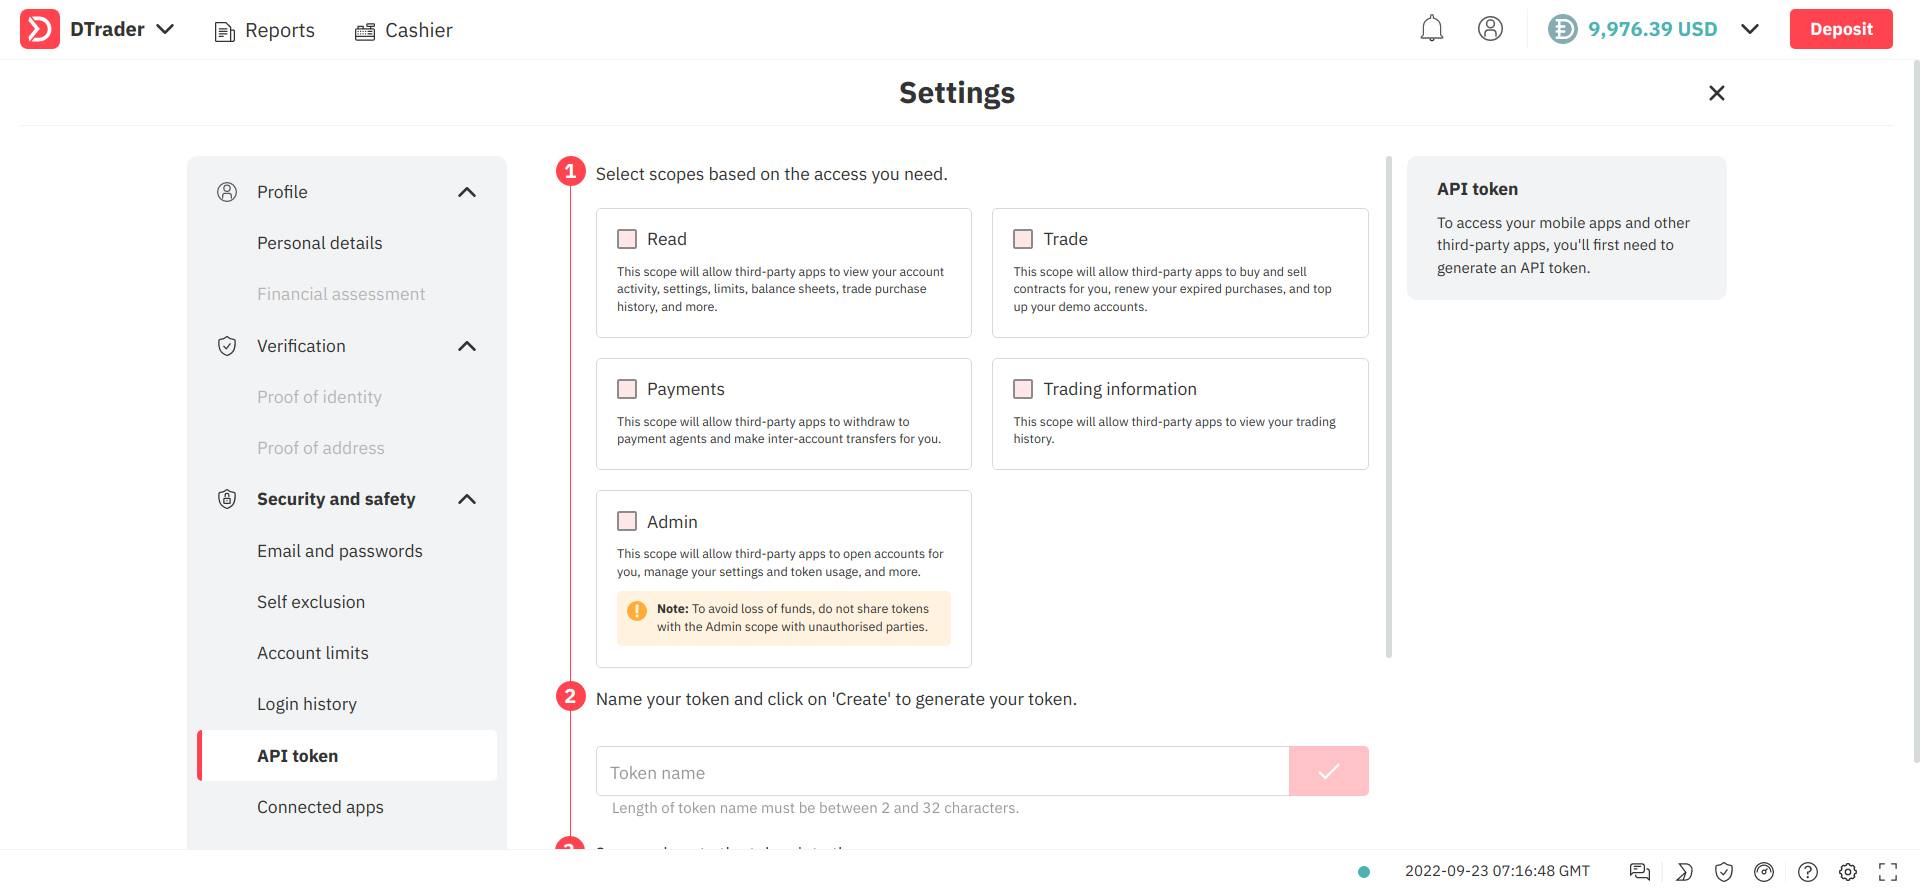 DTrader
Reports
Cashier
9,976.39 USD
Deposit
Settings
Profile
Personal details
Financial assessment
Verification
Proof of identity
Proof of address
Security and safety
Email and passwords
Self exclusion
Account limits
Login history
API token
Connected apps
1
Select scopes based on the access you need.
Read
This scope will allow third-party apps to view your account
activity, settings, limits, balance sheets, trade purchase
history, and more.
Trade
This scope will allow third-party apps to buy and sell
contracts for you, renew your expired purchases, and top
up your demo accounts.
Payments
This scope will allow third-party apps to withdraw to
payment agents and make inter-account transfers for you.
Trading information
This scope will allow third-party apps to view your trading
history.
Admin
This scope will allow third-party apps to open accounts for
you, manage your settings and token usage, and more.
Note: To avoid loss of funds, do not share tokens
with the Admin scope with unauthorised parties.
2
Name your token and click on 'Create' to generate your token.
Token name
Length of token name must be between 2 and 32 characters.
API token
To access your mobile apps and other
third-party apps, you'll first need to
generate an API token.
2022-09-23 07:16:48 GMT